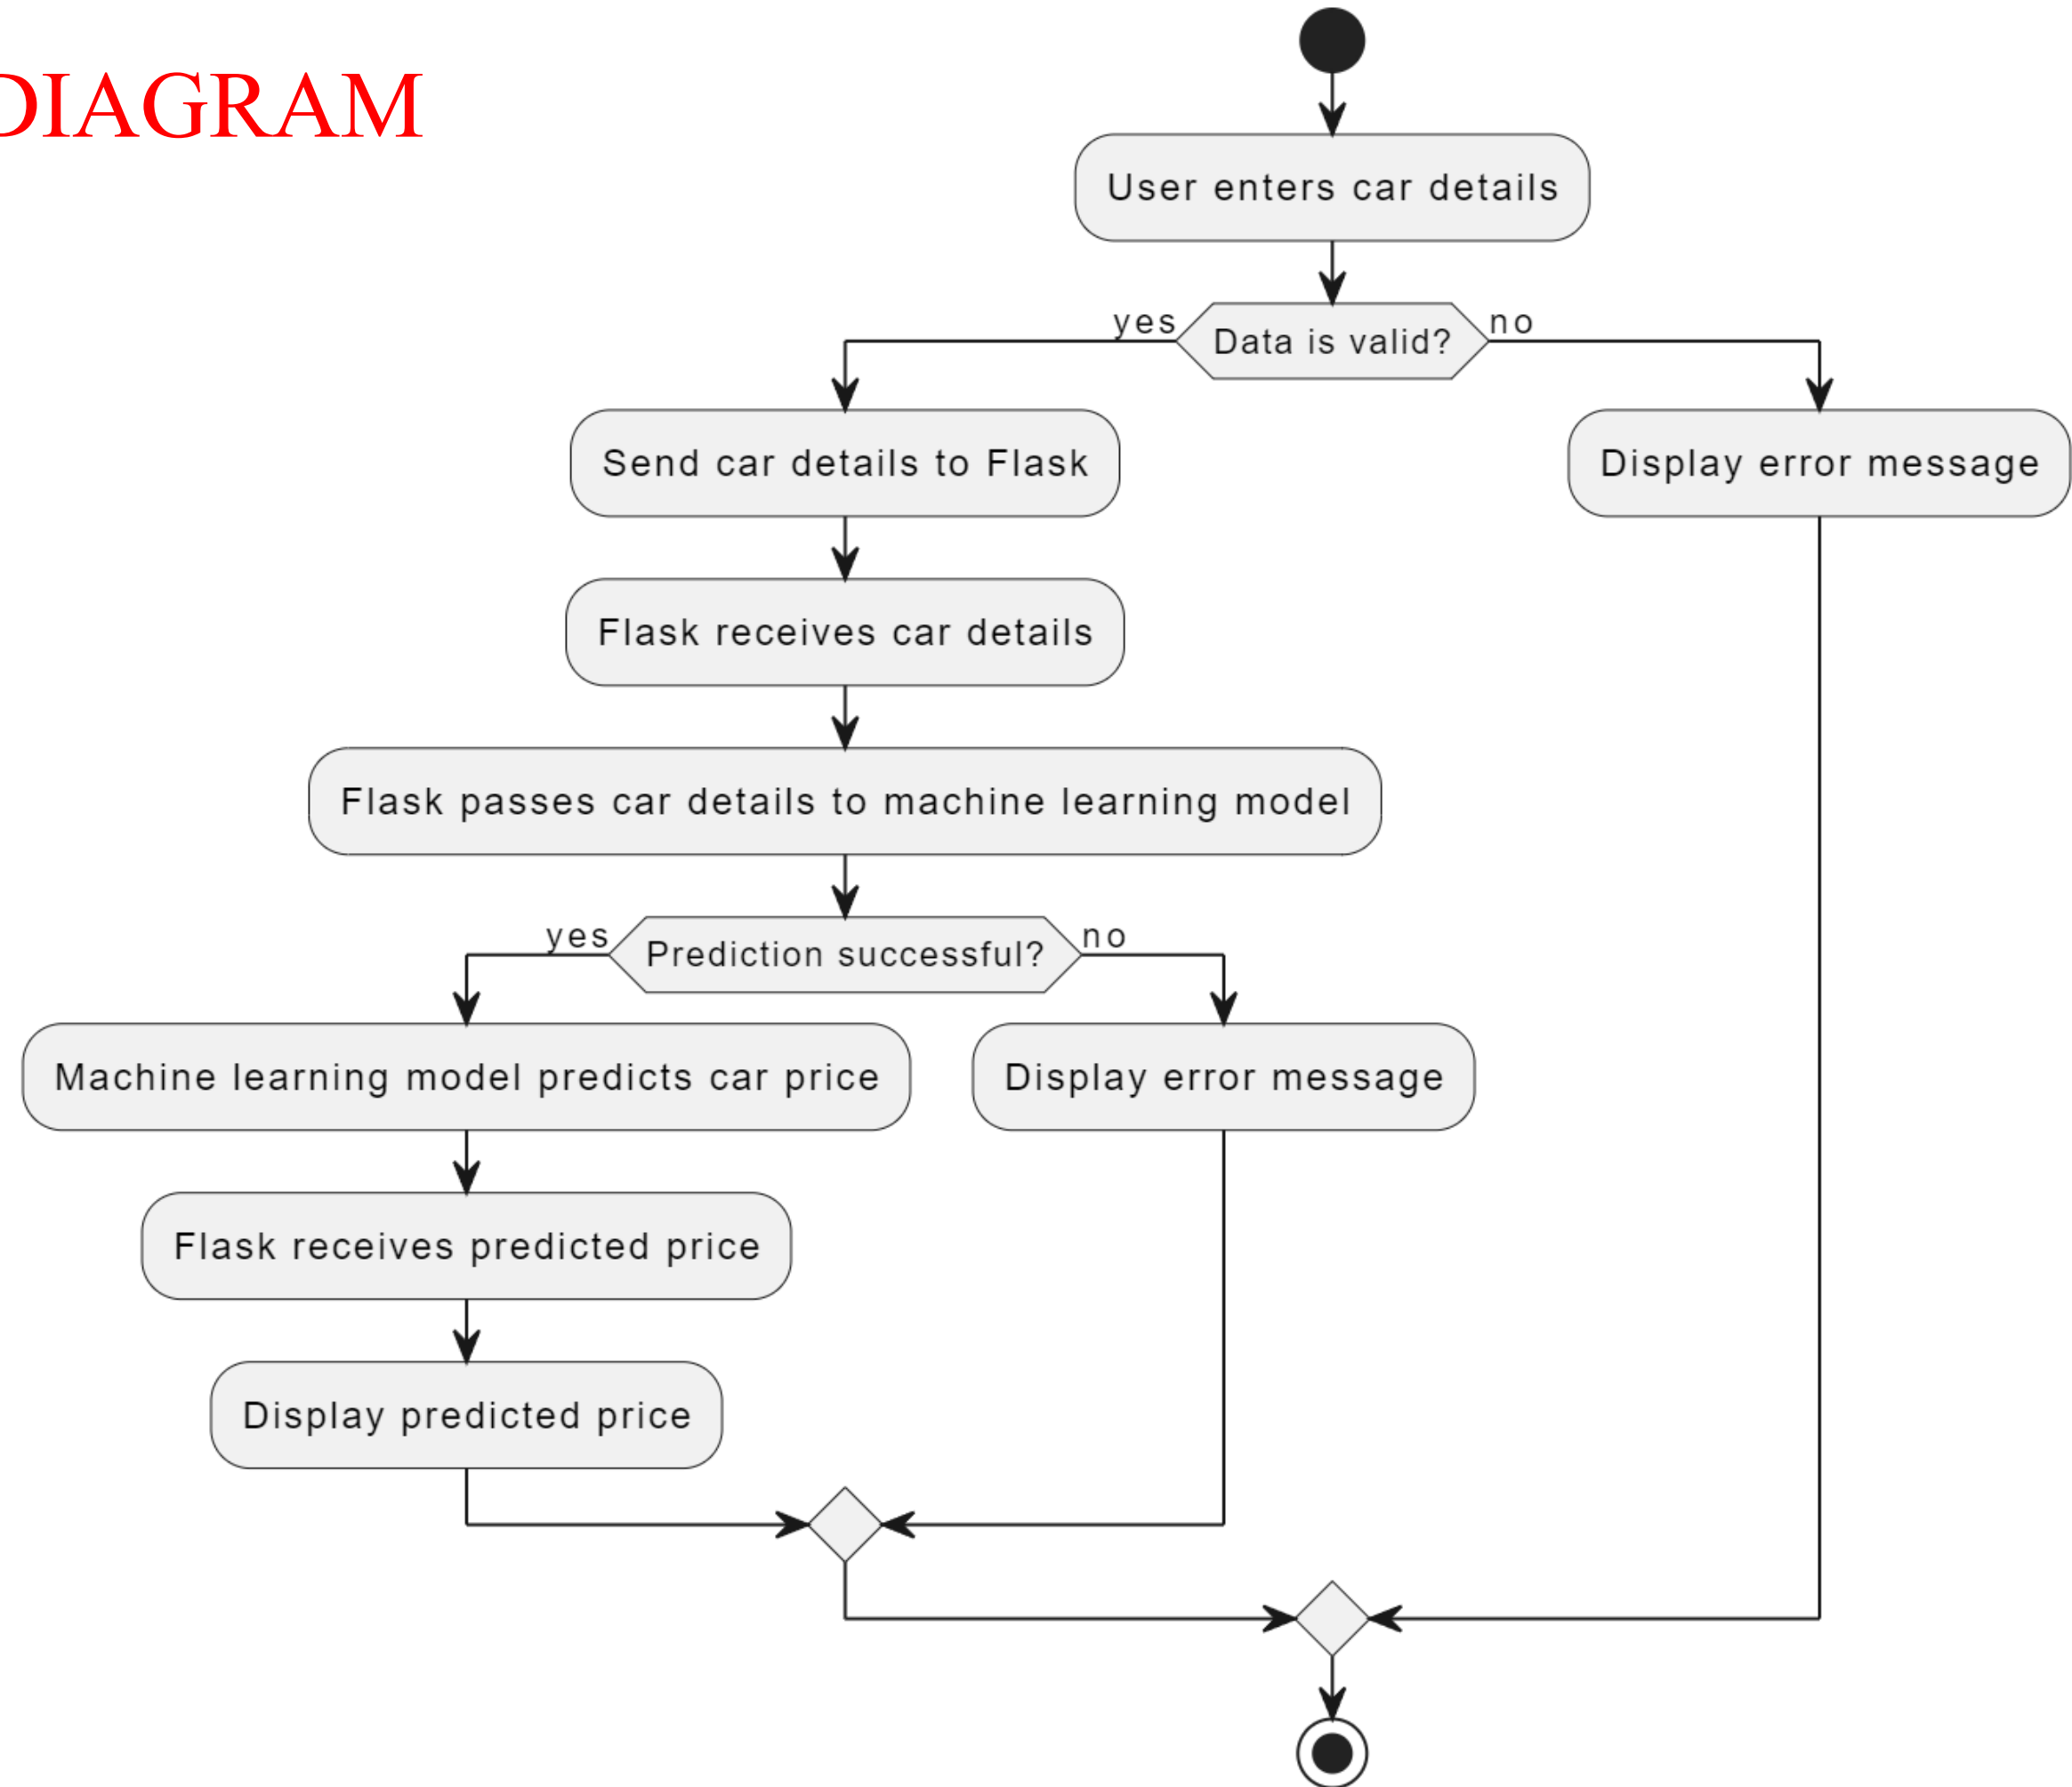 DIAGRAM
User enters car details
yes
Data is valid?
no
Send car details to Flask
Display error message
Flask receives car details
Flask passes car details to machine learning model
yes
Prediction successful?
no
Machine learning model predicts car price
Display error message
Flask receives predicted price
Display predicted price